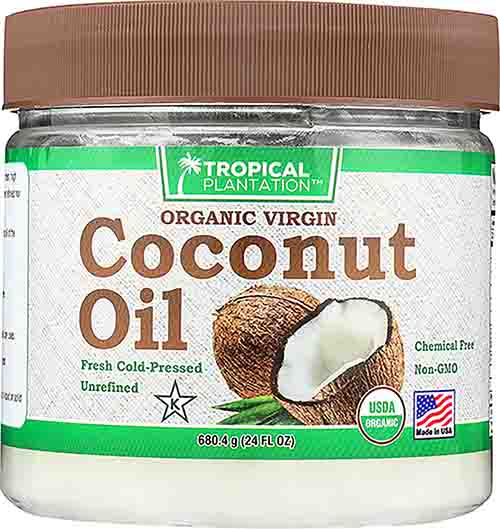 TROPICAL
PLANTATION™
ORGANIC VIRGIN
Coconut
Oil
Fresh Cold-Pressed
Unrefined
K
Chemical Free
Non-GMO
USDA
ORGANIC
Made in USA
680.4 g (24 FL OZ)